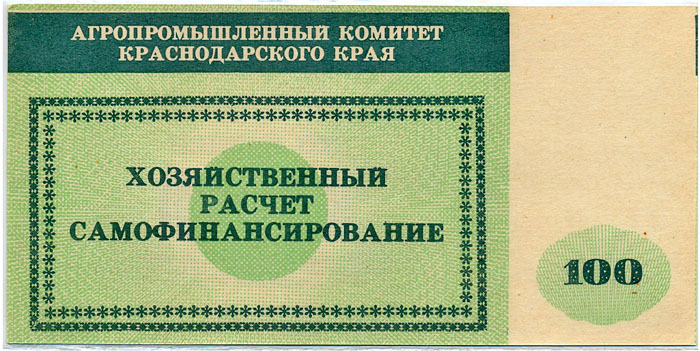 АГРОПРОМЫШЛЕННЫЙ КОМИТЕТ
КРАСНОДАРСКОГО КРАЯ
ХОЗЯЙСТВЕННЫЙ
РАСЧЕТ
САМОФИНАНСИРОВАНИЕ
100